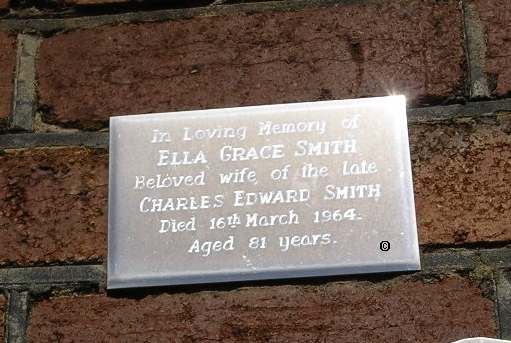 In Loving Memory of
ELLA GRACE SMITH
Beloved wife of the late
CHARLES EDWARD SMITH
Died 16th March 1964.
Aged 81 years.
©